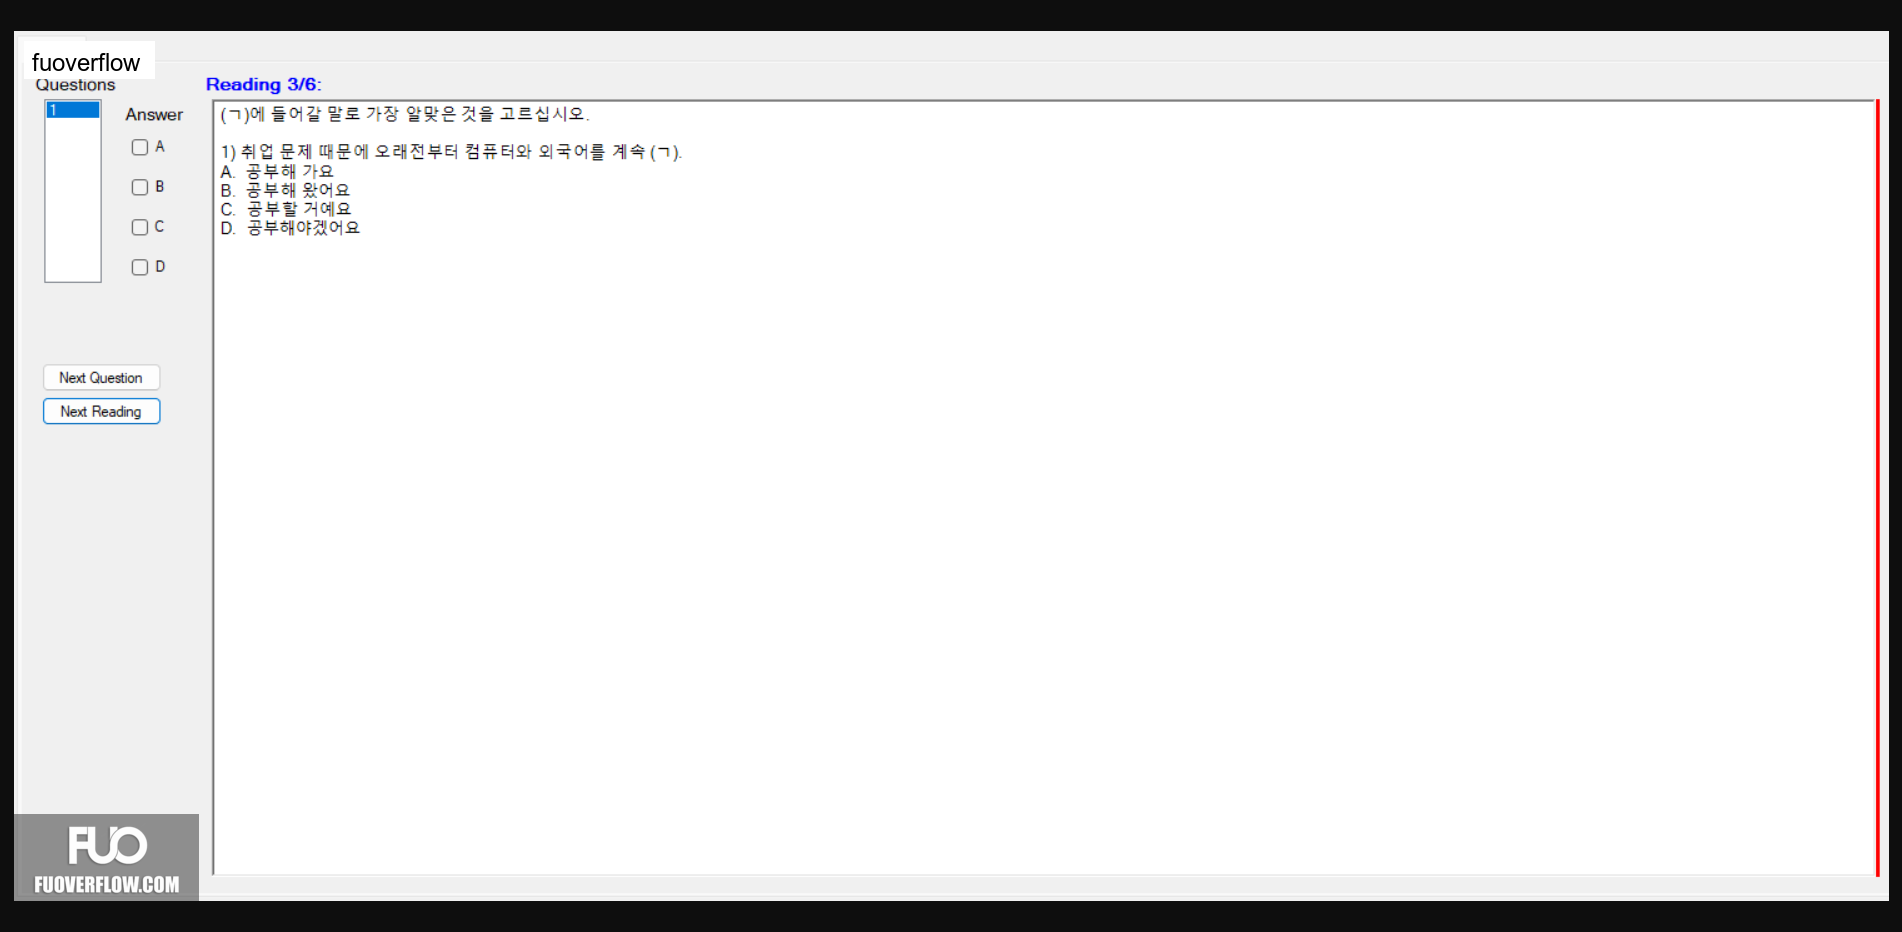 fuoverflow
Questions
Reading 3/6:
1
Answer
A
B
C
D
Next Question
Next Reading
(ㄱ)에 들어갈 말로 가장 알맞은 것을 고르십시오.
1) 취업 문제 때문에 오래전부터 컴퓨터와 외국어를 계속 (ㄱ).
A. 공부해 가요
B. 공부해 왔어요
C. 공부할 거예요
D. 공부해야겠어요
FUO
FUOVERFLOW.COM